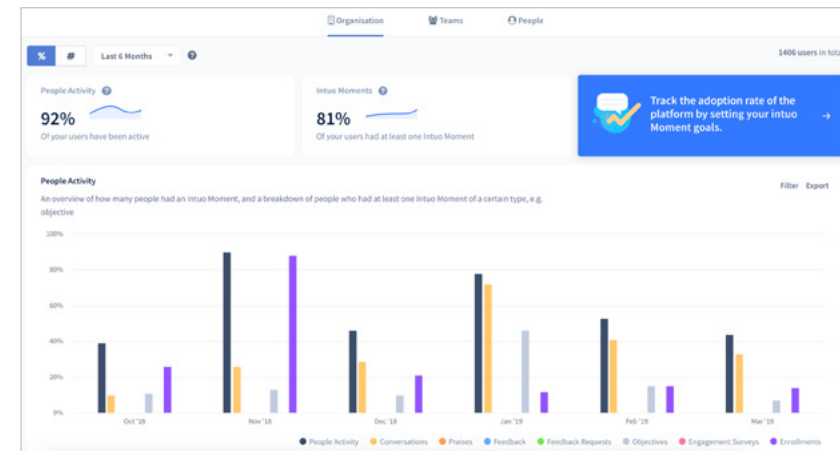 Organisation Teams People
% # Last 6 Months
1406 users in tota
People Activity
92%
Of your users have been active
Intuo Moments
81%
Of your users had at least one Intuo Moment
Track the adoption rate of the
platform by setting your intuo
Moment goals.
People Activity
Filter Export
An overview of how many people had an Intuo Moment, and a breakdown of people who had at least one Intuo Moment of a certain type, e.g.
objective
100%
80%
60%
40%
20%
0%
Oct '18 Nov '18 Dec '18 Jan '19 Feb '19 Mar '19
People Activity Conversations Praises Feedback Feedback Requests Objectives Engagement Surveys Enrollments